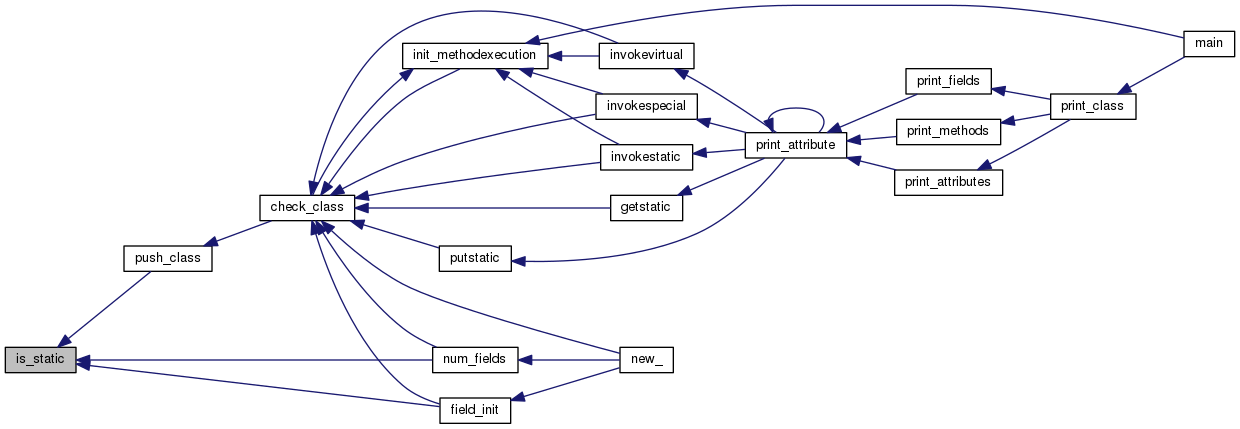 main
init_methodexecution
invokevirtual
print_fields
invokespecial
print_class
print_methods
print_attribute
invokestatic
print_attributes
check_class
getstatic
push_class
putstatic
is_static
num_fields
new_
field_init